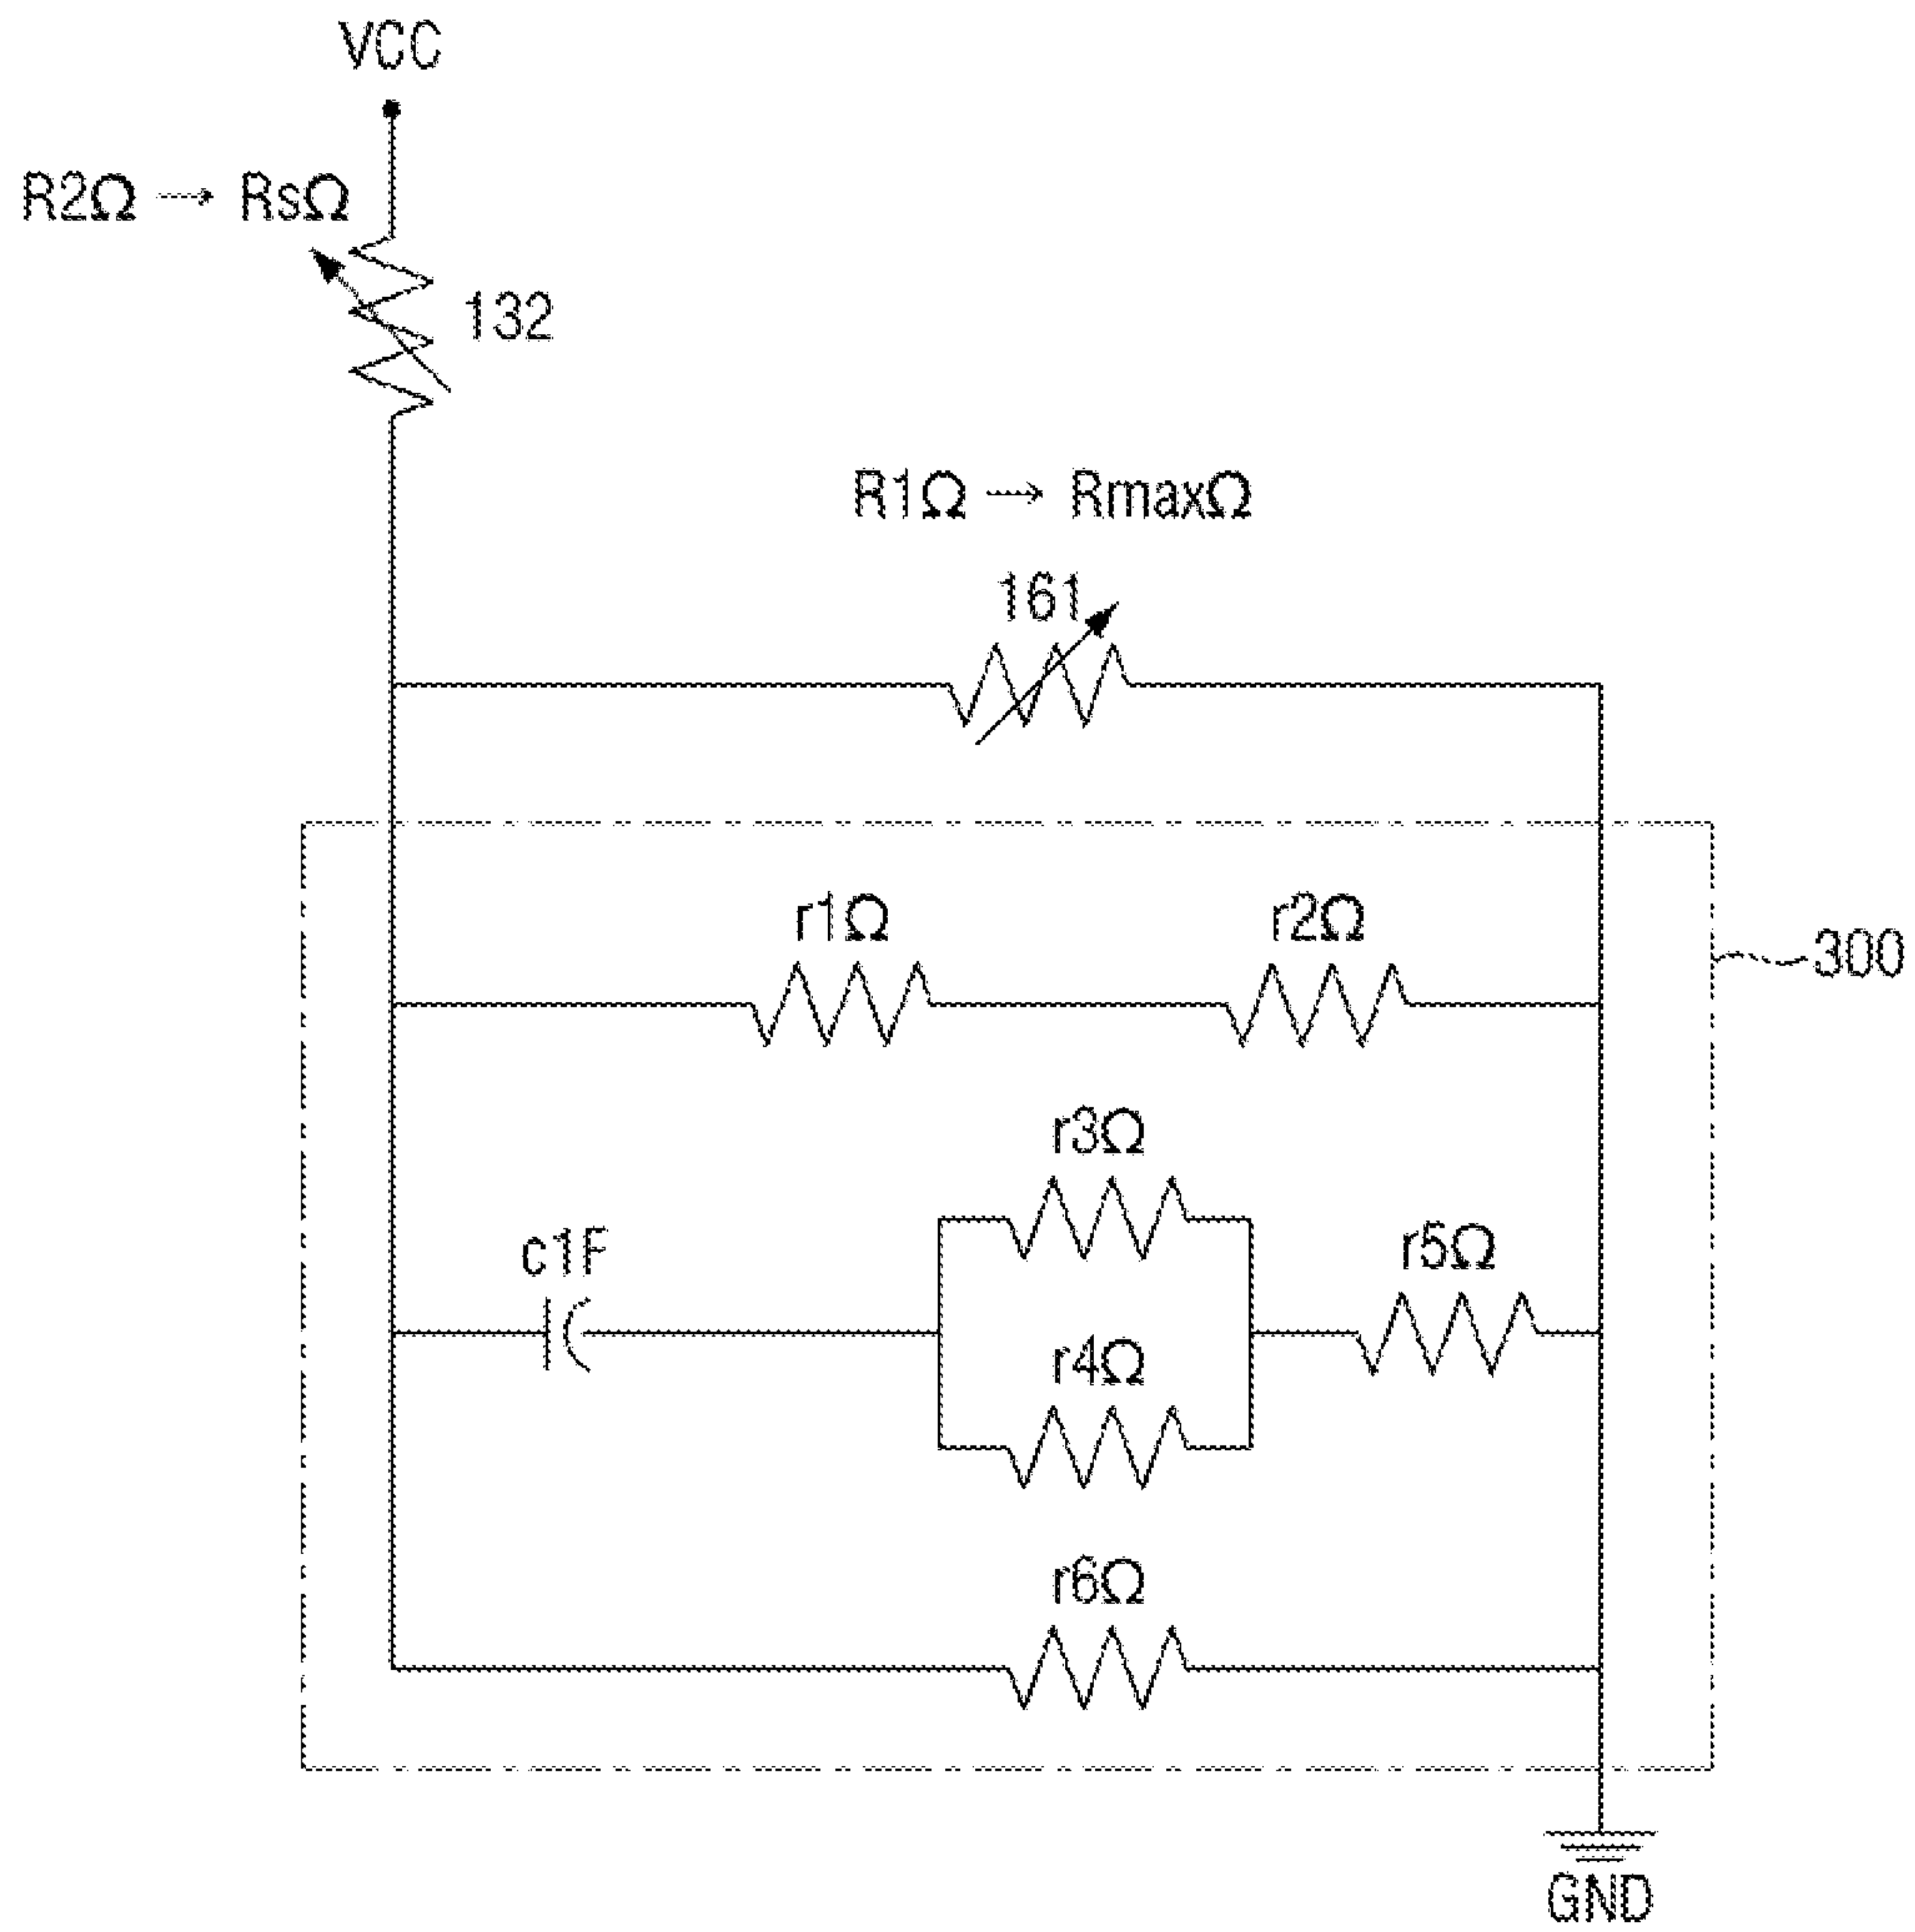 VCC
R2Ω → RsΩ
132
R1Ω → RmaxΩ
161
r1Ω
r2Ω
300
r3Ω
c1F
r5Ω
r4Ω
r6Ω
GND